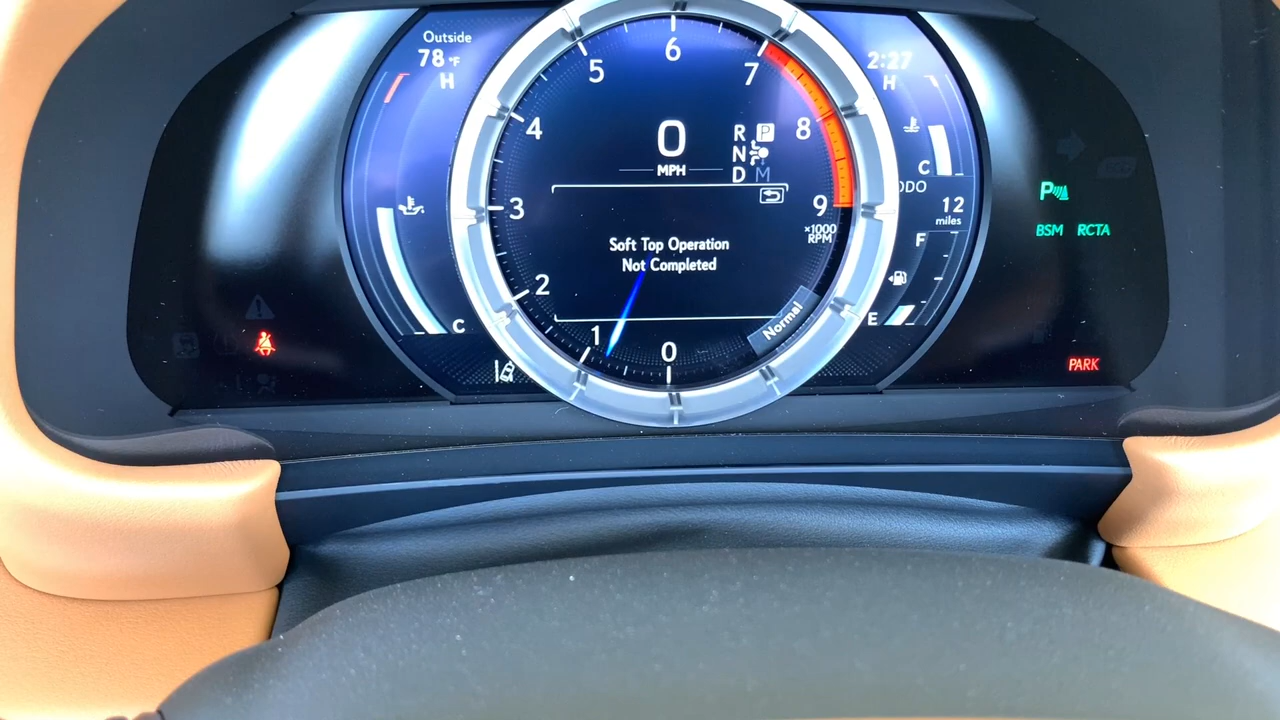 Outside
78 °F
H
C
6
5
7
4
8
3
9
2
1
0
0
MPH
R P
N
D M
×1000
RPM
Soft Top Operation
Not Completed
Normal
2:27
H
C
ODO
12
miles
F
E
P
BSM RCTA
PARK